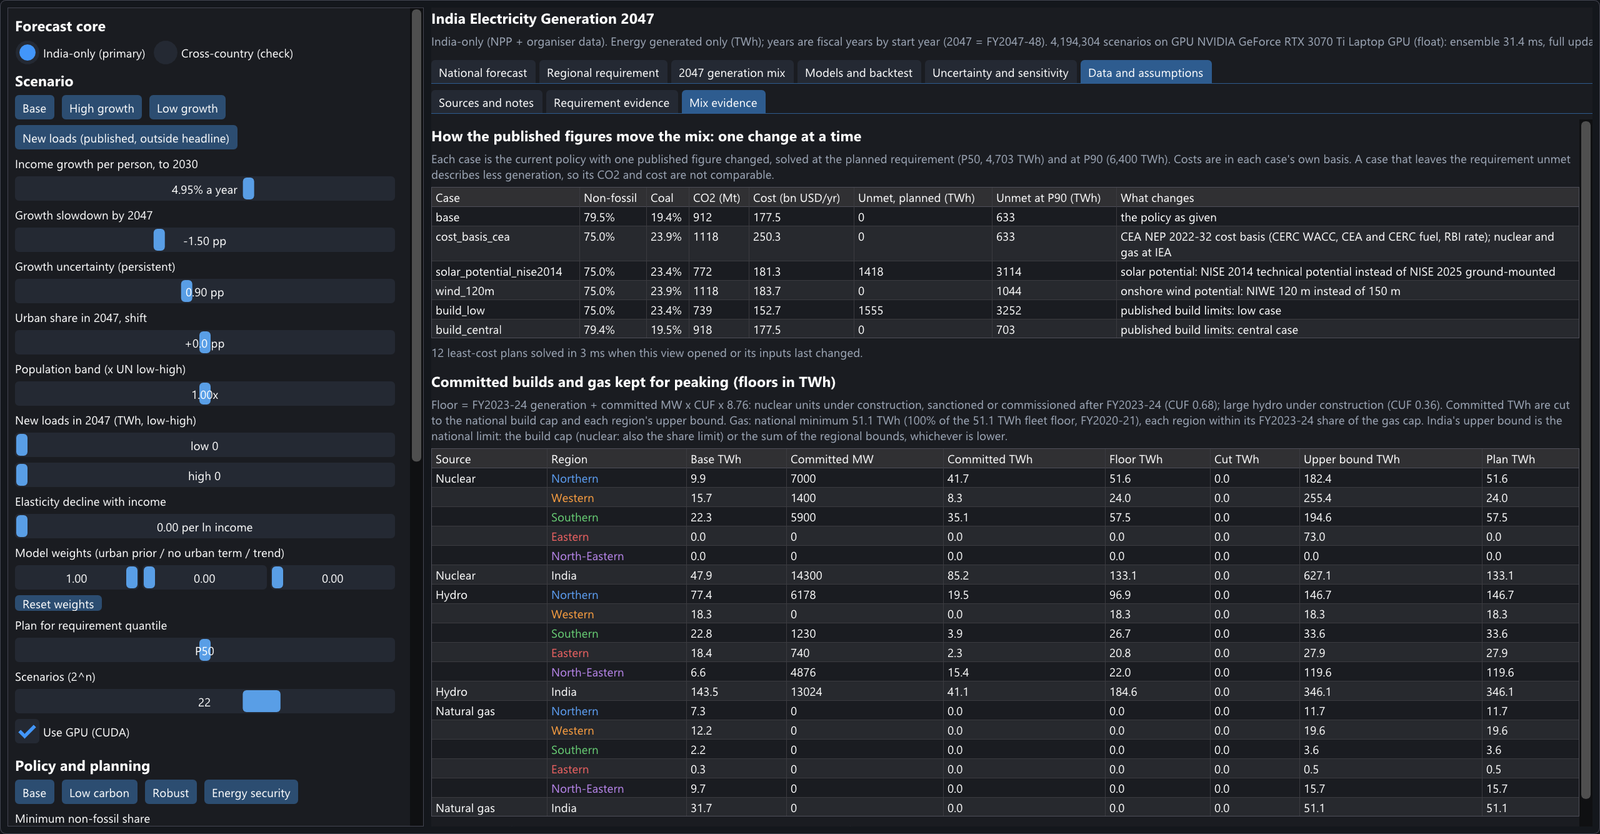 Forecast core
India-only (primary)
Cross-country (check)
Scenario
Base
High growth
Low growth
New loads (published, outside headline)
Income growth per person, to 2030
4.95% a year
Growth slowdown by 2047
-1.50 pp
Growth uncertainty (persistent)
0.90 pp
Urban share in 2047, shift
+0.0 pp
Population band (x UN low-high)
1.00x
New loads in 2047 (TWh, low-high)
low 0
high 0
Elasticity decline with income
0.00 per ln income
Model weights (urban prior / no urban term / trend)
1.00 0.00 0.00
Reset weights
Plan for requirement quantile
P50
Scenarios (2^n)
22
Use GPU (CUDA)
Policy and planning
Base
Low carbon
Robust
Energy security
Minimum non-fossil share
India Electricity Generation 2047
India-only (NPP + organiser data). Energy generated only (TWh); years are fiscal years by start year (2047 = FY2047-48). 4,194,304 scenarios on GPU NVIDIA GeForce RTX 3070 Ti Laptop GPU (float): ensemble 31.4 ms, full upda
National forecast
Regional requirement
2047 generation mix
Models and backtest
Uncertainty and sensitivity
Data and assumptions
Sources and notes
Requirement evidence
Mix evidence
How the published figures move the mix: one change at a time
Each case is the current policy with one published figure changed, solved at the planned requirement (P50, 4,703 TWh) and at P90 (6,400 TWh). Costs are in each case's own basis. A case that leaves the requirement unmet
describes less generation, so its CO2 and cost are not comparable.
Case Non-fossil Coal CO2 (Mt) Cost (bn USD/yr) Unmet, planned (TWh) Unmet at P90 (TWh) What changes
base 79.5% 19.4% 912 177.5 0 633 the policy as given
cost_basis_cea 75.0% 23.9% 1118 250.3 0 633 CEA NEP 2022-32 cost basis (CERC WACC, CEA and CERC fuel, RBI rate); nuclear and
gas at IEA
solar_potential_nise2014 75.0% 23.4% 772 181.3 1418 3114 solar potential: NISE 2014 technical potential instead of NISE 2025 ground-mounted
wind_120m 75.0% 23.9% 1118 183.7 0 1044 onshore wind potential: NIWE 120 m instead of 150 m
build_low 75.0% 23.4% 739 152.7 1555 3252 published build limits: low case
build_central 79.4% 19.5% 918 177.5 0 703 published build limits: central case
12 least-cost plans solved in 3 ms when this view opened or its inputs last changed.
Committed builds and gas kept for peaking (floors in TWh)
Floor = FY2023-24 generation + committed MW x CUF x 8.76: nuclear units under construction, sanctioned or commissioned after FY2023-24 (CUF 0.68); large hydro under construction (CUF 0.36). Committed TWh are cut
to the national build cap and each region's upper bound. Gas: national minimum 51.1 TWh (100% of the 51.1 TWh fleet floor, FY2020-21), each region within its FY2023-24 share of the gas cap. India's upper bound is the
national limit: the build cap (nuclear: also the share limit) or the sum of the regional bounds, whichever is lower.
Source Region Base TWh Committed MW Committed TWh Floor TWh Cut TWh Upper bound TWh Plan TWh
Nuclear Northern 9.9 7000 41.7 51.6 0.0 182.4 51.6
Western 15.7 1400 8.3 24.0 0.0 255.4 24.0
Southern 22.3 5900 35.1 57.5 0.0 194.6 57.5
Eastern 0.0 0 0.0 0.0 0.0 73.0 0.0
North-Eastern 0.0 0 0.0 0.0 0.0 0.0 0.0
Nuclear India 47.9 14300 85.2 133.1 0.0 627.1 133.1
Hydro Northern 77.4 6178 19.5 96.9 0.0 146.7 146.7
Western 18.3 0 0.0 18.3 0.0 18.3 18.3
Southern 22.8 1230 3.9 26.7 0.0 33.6 33.6
Eastern 18.4 740 2.3 20.8 0.0 27.9 27.9
North-Eastern 6.6 4876 15.4 22.0 0.0 119.6 119.6
Hydro India 143.5 13024 41.1 184.6 0.0 346.1 346.1
Natural gas Northern 7.3 0 0.0 0.0 0.0 11.7 11.7
Western 12.2 0 0.0 0.0 0.0 19.6 19.6
Southern 2.2 0 0.0 0.0 0.0 3.6 3.6
Eastern 0.3 0 0.0 0.0 0.0 0.5 0.5
North-Eastern 9.7 0 0.0 0.0 0.0 15.7 15.7
Natural gas India 31.7 0 0.0 0.0 0.0 51.1 51.1